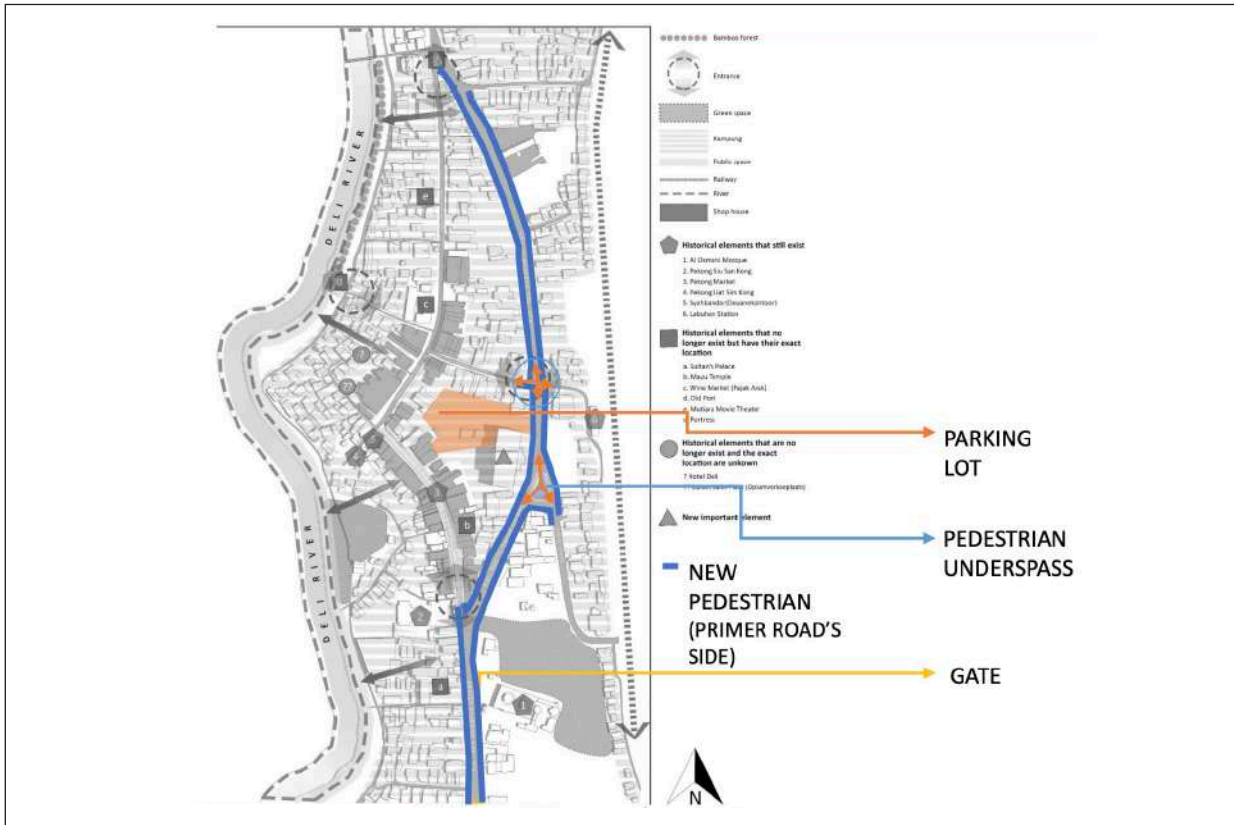 Bamboo forest
Entrance
Green space
Kampung
Public space
Railway
River
Shop house
Historical elements that still exist
1. Al Osmani Mosque
2. Pekong Siu San Kong
3. Pekong Market
4. Pekong Liat Sim Kong
5. Syahbandar
6. Labuhan Station
Historical elements that no
longer exist but have their exact
location
a. Sultan's Palace
b. Mazu Temple
c. Wine Market (Pajak Arak)
d. Old Port
e. Mutiara Movie Theater
Fortress
Historical elements that are no
longer exist and the exact
location are unkown
? Hotel Deli
New important element
DELI RIVER
DELI RIVER
e
c
b
a
2
1
PARKING
LOT
PEDESTRIAN
UNDERSPASS
NEW
PEDESTRIAN
(PRIMER ROAD'S
SIDE)
GATE
N